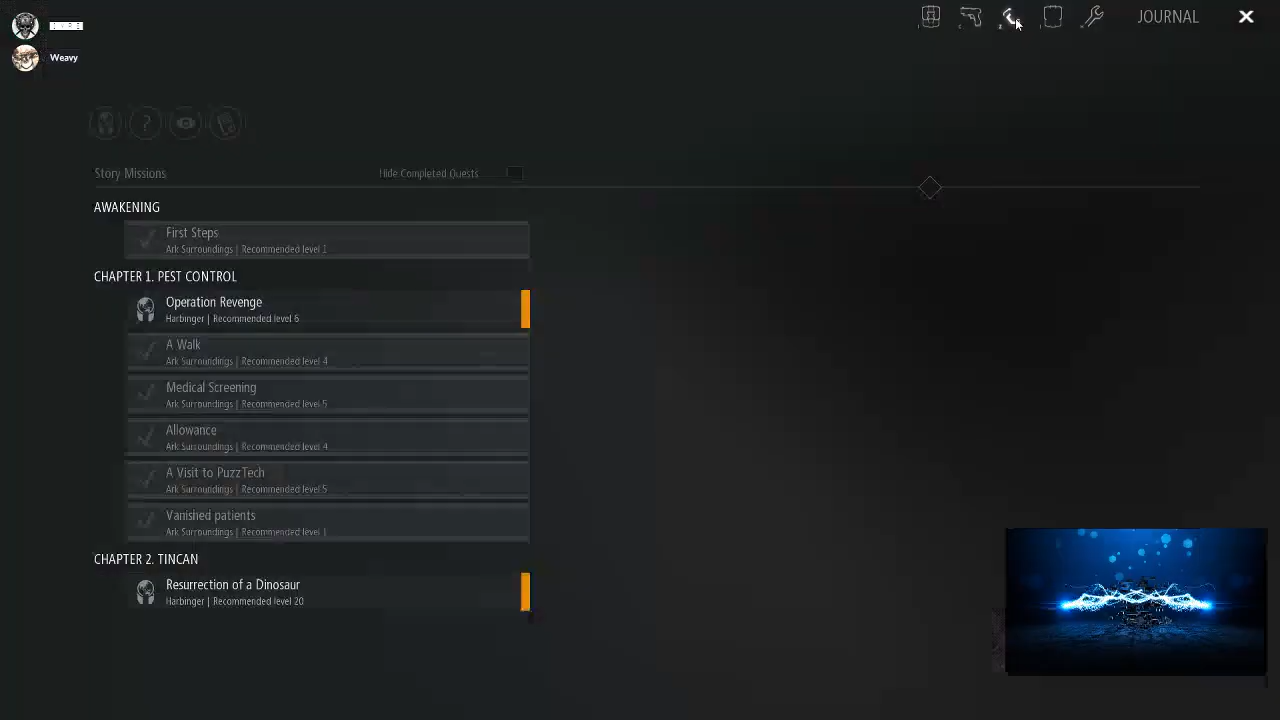 JOURNAL
Weavy
Story Missions
Hide Completed Quests
AWAKENING
First Steps
Ark Surroundings | Recommended level 1
CHAPTER 1. PEST CONTROL
Operation Revenge
Harbinger | Recommended level 6
A Walk
Ark Surroundings | Recommended level 4
Medical Screening
Ark Surroundings | Recommended level 5
Allowance
Ark Surroundings | Recommended level 4
A Visit to PuzzTech
Ark Surroundings | Recommended level 5
Vanished patients
Ark Surroundings | Recommended level 1
CHAPTER 2. TINCAN
Resurrection of a Dinosaur
Harbinger | Recommended level 20